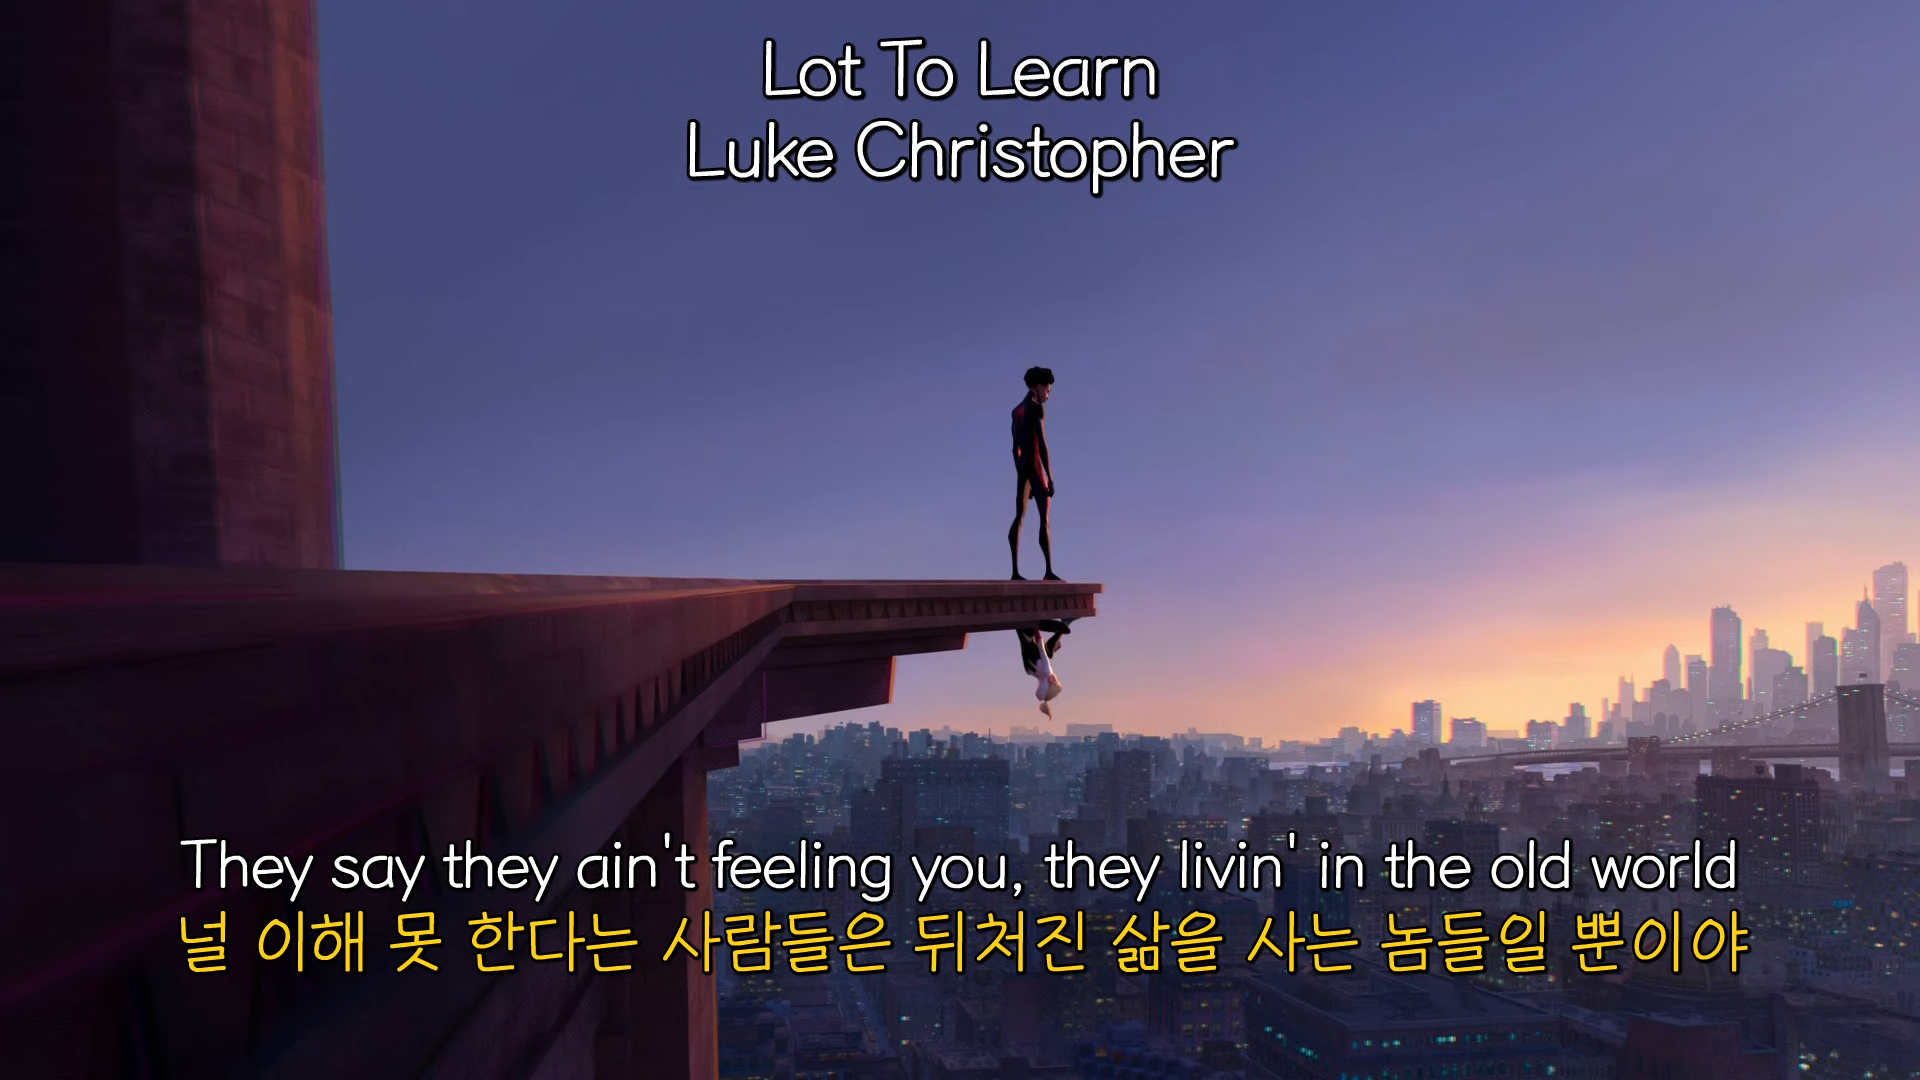 Lot To Learn
Luke Christopher
They say they ain't feeling you, they livin' in the old world
널 이해 못 한다는 사람들은 뒤처진 삶을 사는 놈들일 뿐이야